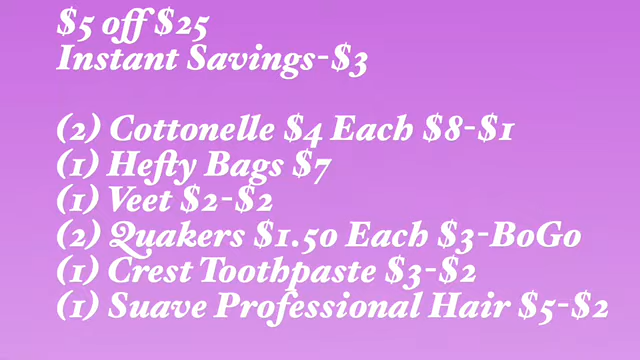 $5 off $25
Instant Savings-$3
(2) Cottonelle $4 Each $8-$1
(1) Hefty Bags $7
(1) Veet $2-$2
(2) Quakers $1.50 Each $3-BoGo
(1) Crest Toothpaste $3-$2
(1) Suave Professional Hair $5-$2